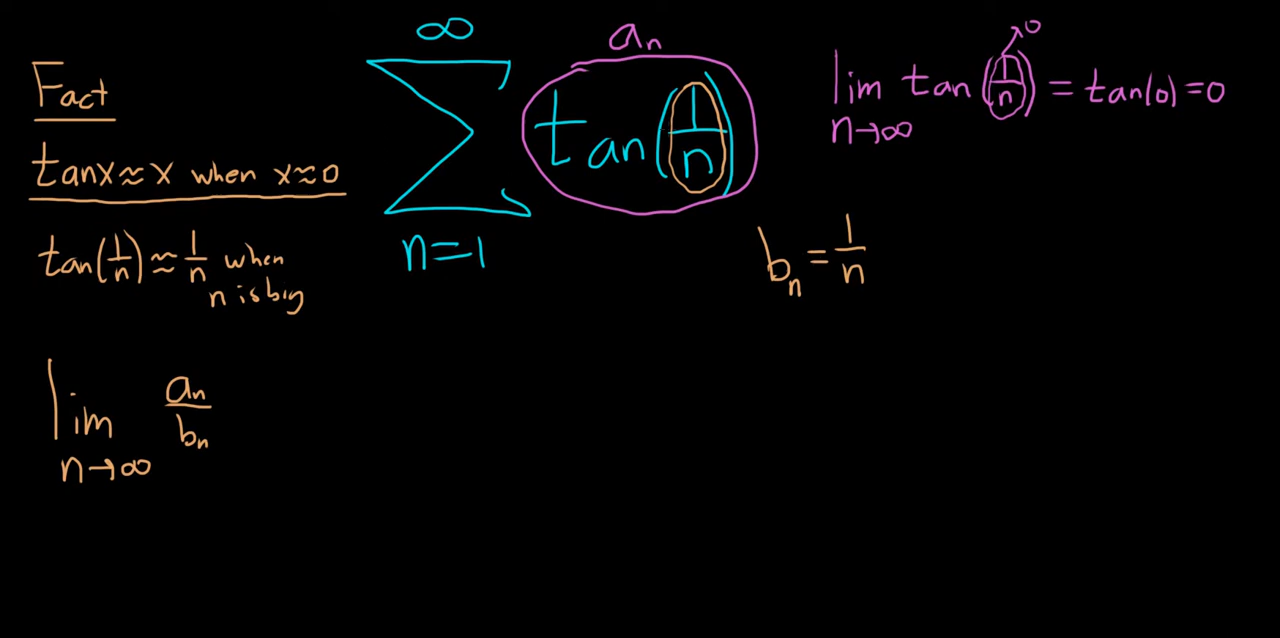 Fact
tanx≈x when x≈0
tan(1/n)≈1/n when
n is big
lim a_n/b_n
n→∞
∞
a_n
∑ tan(1/n)
n=1
0
lim tan(1/n) = tan(0)=0
n→∞
b_n = 1/n